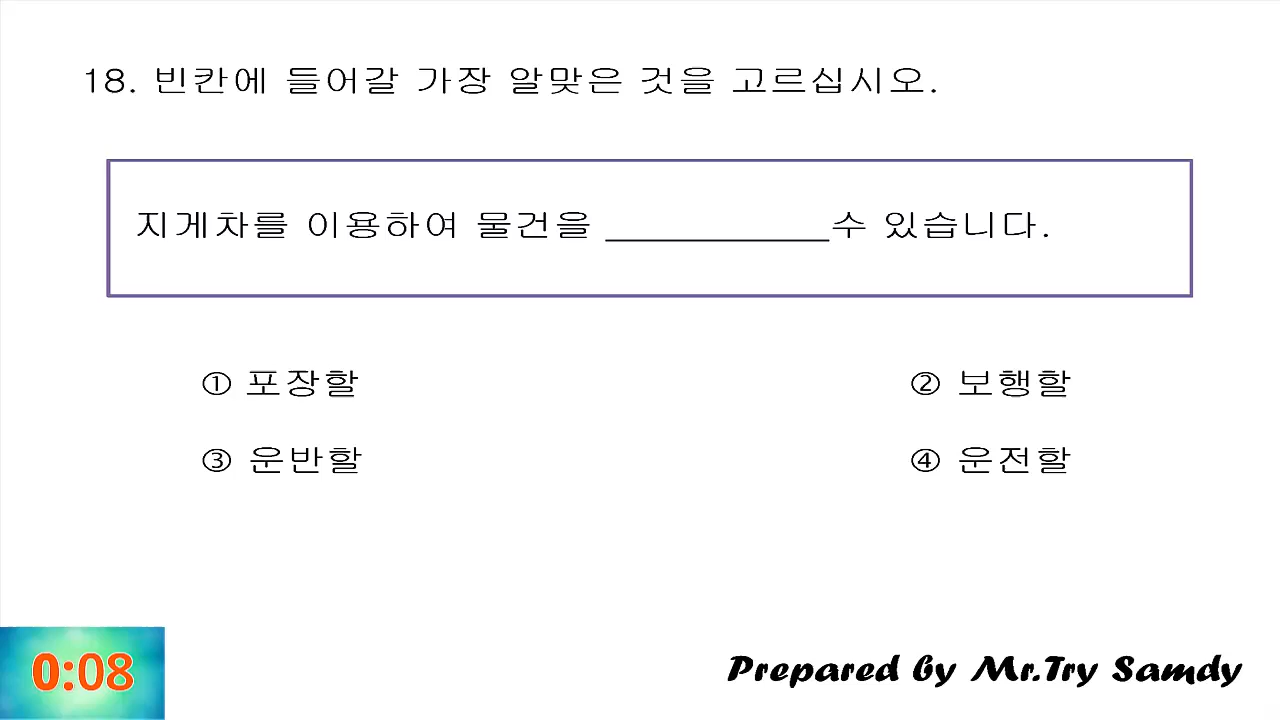 18. 빈칸에 들어갈 가장 알맞은 것을 고르십시오.
지게차를 이용하여 물건을 ____________수 있습니다.
① 포장할 ② 보행할
③ 운반할 ④ 운전할
0:08
Prepared by Mr.Try Samdy